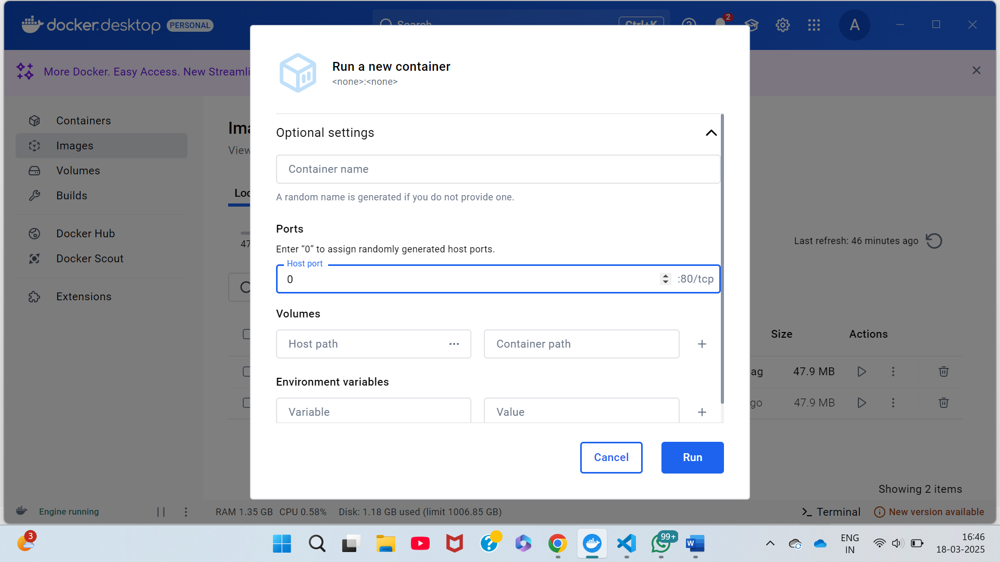 docker desktop PERSONAL
Search
Ctrl+K
2
A
More Docker. Easy Access. New Streamli
Run a new container
<none>:<none>
Containers
Images
Volumes
Builds
Docker Hub
Docker Scout
Extensions
Ima
View
Loc
47
Optional settings
Container name
A random name is generated if you do not provide one.
Ports
Enter “0” to assign randomly generated host ports.
Host port
0
:80/tcp
Volumes
Host path
Container path
Environment variables
Variable
Value
Cancel
Run
Last refresh: 46 minutes ago
Size
Actions
ag
47.9 MB
go
47.9 MB
Showing 2 items
Engine running
RAM 1.35 GB CPU 0.58% Disk: 1.18 GB used (limit 1006.85 GB)
Terminal
New version available
3
99+
W
ENG
IN
16:46
18-03-2025